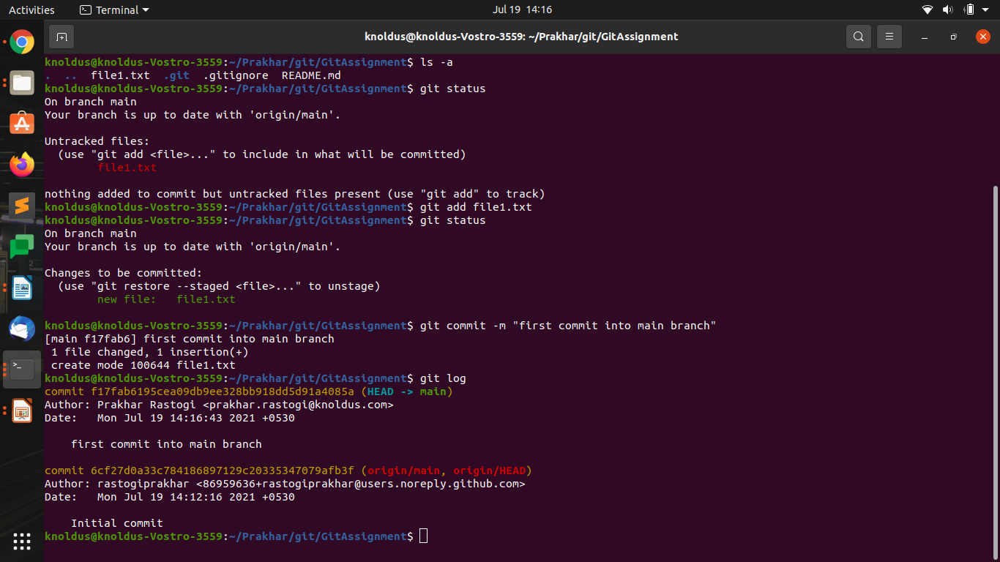 Activities Terminal Jul 19 14:16
knoldus@knoldus-Vostro-3559: ~/Prakhar/git/GitAssignment
knoldus@knoldus-Vostro-3559:~/Prakhar/git/GitAssignment$ ls -a
.  ..  file1.txt  .git  .gitignore  README.md
knoldus@knoldus-Vostro-3559:~/Prakhar/git/GitAssignment$ git status
On branch main
Your branch is up to date with 'origin/main'.

Untracked files:
  (use "git add <file>..." to include in what will be committed)
        file1.txt

nothing added to commit but untracked files present (use "git add" to track)
knoldus@knoldus-Vostro-3559:~/Prakhar/git/GitAssignment$ git add file1.txt
knoldus@knoldus-Vostro-3559:~/Prakhar/git/GitAssignment$ git status
On branch main
Your branch is up to date with 'origin/main'.

Changes to be committed:
  (use "git restore --staged <file>..." to unstage)
        new file:   file1.txt

knoldus@knoldus-Vostro-3559:~/Prakhar/git/GitAssignment$ git commit -m "first commit into main branch"
[main f17fab6] first commit into main branch
 1 file changed, 1 insertion(+)
 create mode 100644 file1.txt
knoldus@knoldus-Vostro-3559:~/Prakhar/git/GitAssignment$ git log
commit f17fab6195cea09db9ee328bb918dd5d91a4085a (HEAD -> main)
Author: Prakhar Rastogi <prakhar.rastogi@knoldus.com>
Date:   Mon Jul 19 14:16:43 2021 +0530

    first commit into main branch

commit 6cf27d0a33c784186897129c20335347079afb3f (origin/main, origin/HEAD)
Author: rastogiprakhar <86959636+rastogiprakhar@users.noreply.github.com>
Date:   Mon Jul 19 14:12:16 2021 +0530

    Initial commit
knoldus@knoldus-Vostro-3559:~/Prakhar/git/GitAssignment$